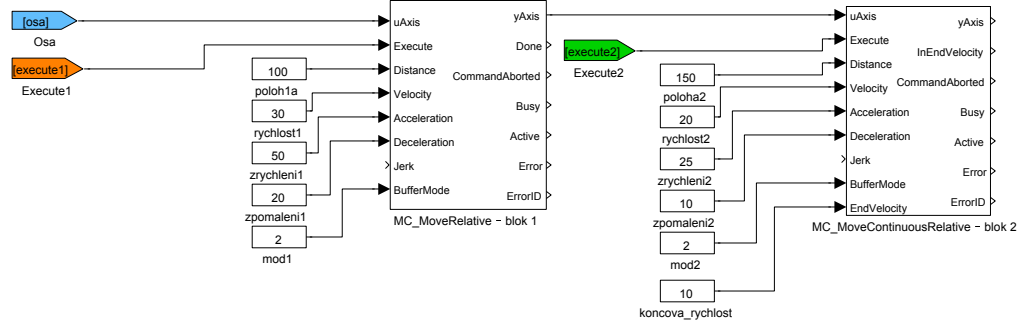 [osa]
Osa
[execute1]
Execute1
100
poloh1a
30
rychlost1
50
zrychleni1
20
zpomaleni1
2
mod1
uAxis
Execute
Distance
Velocity
Acceleration
Deceleration
Jerk
BufferMode
yAxis
Done
CommandAborted
Busy
Active
Error
ErrorID
MC_MoveRelative − blok 1
[execute2]
Execute2
150
poloha2
20
rychlost2
25
zrychleni2
10
zpomaleni2
2
mod2
10
koncova_rychlost
uAxis
Execute
Distance
Velocity
Acceleration
Deceleration
Jerk
BufferMode
EndVelocity
yAxis
InEndVelocity
CommandAborted
Busy
Active
Error
ErrorID
MC_MoveContinuousRelative − blok 2